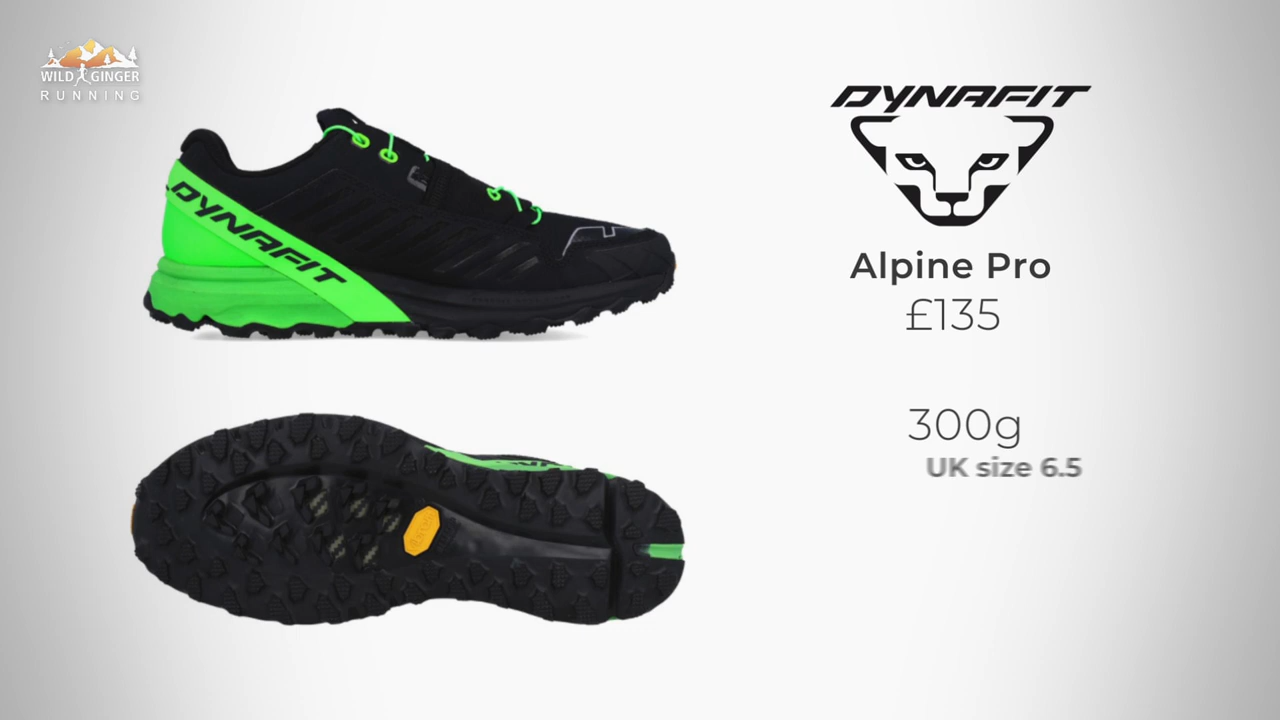 WILD GINGER
RUNNING
DYNAFIT
DYNAFIT
Alpine Pro
£135
300g
UK size 6.5